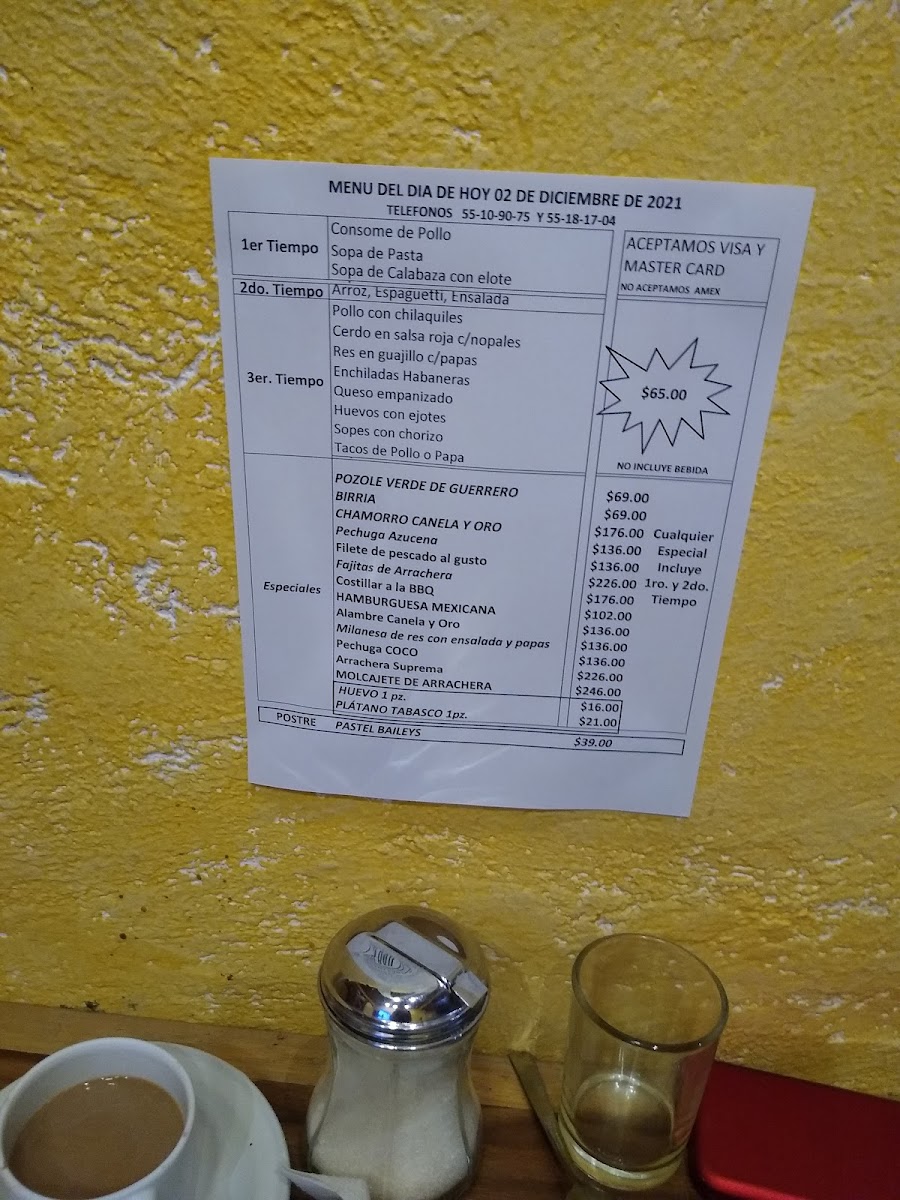 MENU DEL DIA DE HOY 02 DE DICIEMBRE DE 2021
TELEFONOS 55-10-90-75 Y 55-18-17-04
1er Tiempo
Consome de Pollo
Sopa de Pasta
Sopa de Calabaza con elote
2do. Tiempo Arroz, Espaguetti, Ensalada
3er. Tiempo
Pollo con chilaquiles
Cerdo en salsa roja c/nopales
Res en guajillo c/papas
Enchiladas Habaneras
Queso empanizado
Huevos con ejotes
Sopes con chorizo
Tacos de Pollo o Papa
ACEPTAMOS VISA Y
MASTER CARD
NO ACEPTAMOS AMEX
$65.00
NO INCLUYE BEBIDA
Especiales
POZOLE VERDE DE GUERRERO $69.00
BIRRIA $69.00
CHAMORRO CANELA Y ORO $176.00
Pechuga Azucena $136.00
Filete de pescado al gusto $136.00
Fajitas de Arrachera $226.00
Costillar a la BBQ $176.00
HAMBURGUESA MEXICANA $102.00
Alambre Canela y Oro $136.00
Milanesa de res con ensalada y papas $136.00
Pechuga COCO $136.00
Arrachera Suprema $226.00
MOLCAJETE DE ARRACHERA $246.00
HUEVO 1 pz. $16.00
PLÁTANO TABASCO 1pz. $21.00
Cualquier
Especial
Incluye
1ro. y 2do.
Tiempo
POSTRE PASTEL BAILEYS $39.00